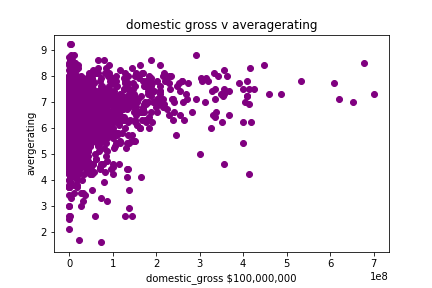 domestic gross v averagerating
9
8
7
6
5
4
3
2
avergerating
0 1 2 3 4 5 6 7
1e8
domestic_gross $100,000,000